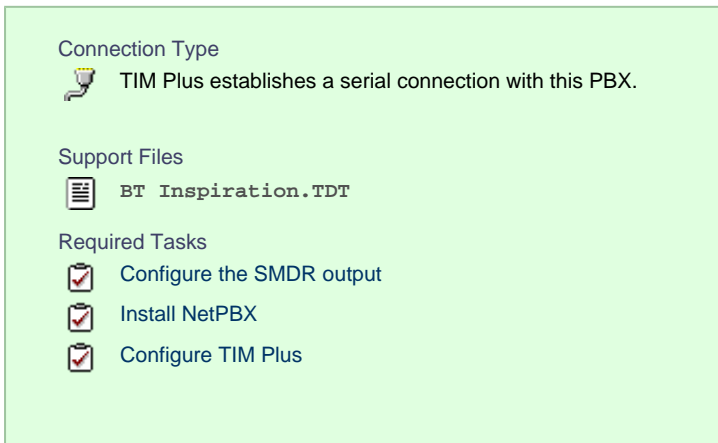 Connection Type
TIM Plus establishes a serial connection with this PBX.
Support Files
BT Inspiration.TDT
Required Tasks
Configure the SMDR output
Install NetPBX
Configure TIM Plus